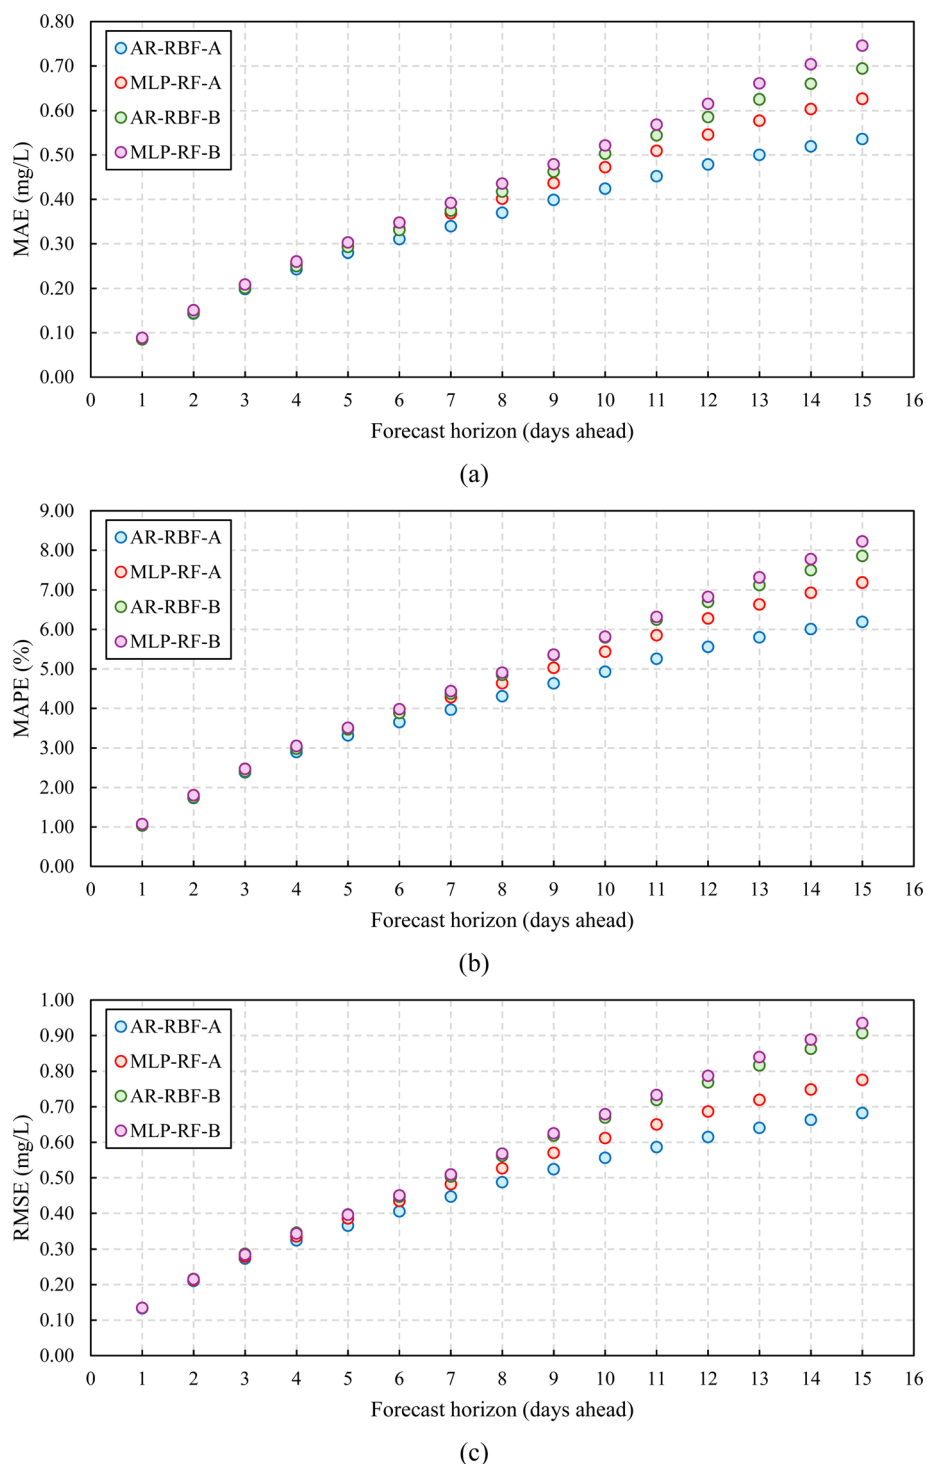 0.80
0.70
0.60
0.50
0.40
0.30
0.20
0.10
0.00
MAE (mg/L)
AR-RBF-A
MLP-RF-A
AR-RBF-B
MLP-RF-B
0 1 2 3 4 5 6 7 8 9 10 11 12 13 14 15 16
Forecast horizon (days ahead)
(a)
9.00
8.00
7.00
6.00
5.00
4.00
3.00
2.00
1.00
0.00
MAPE (%)
AR-RBF-A
MLP-RF-A
AR-RBF-B
MLP-RF-B
0 1 2 3 4 5 6 7 8 9 10 11 12 13 14 15 16
Forecast horizon (days ahead)
(b)
1.00
0.90
0.80
0.70
0.60
0.50
0.40
0.30
0.20
0.10
0.00
RMSE (mg/L)
AR-RBF-A
MLP-RF-A
AR-RBF-B
MLP-RF-B
0 1 2 3 4 5 6 7 8 9 10 11 12 13 14 15 16
Forecast horizon (days ahead)
(c)